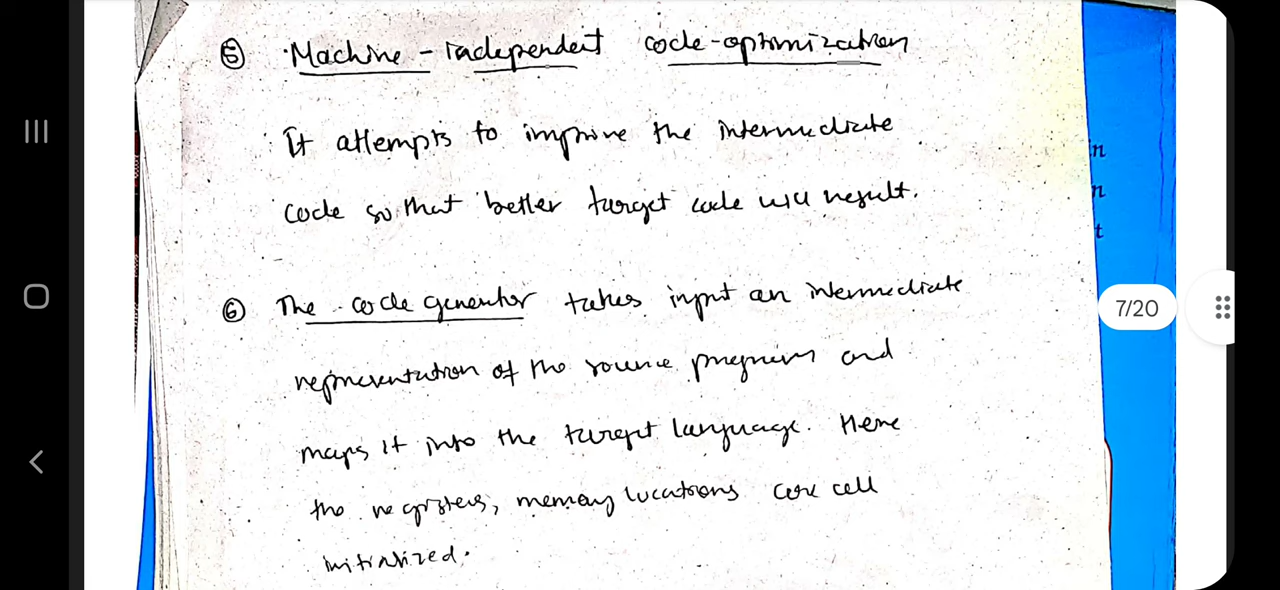 ⑤ Machine-independent code-optimization
It attempts to improve the intermediate
code so that better target code will result.
⑥ The code generator takes input an intermediate
representation of the source program and
maps it into the target language. Here
the registers, memory locations are all
initialized.
7/20
n
n
t